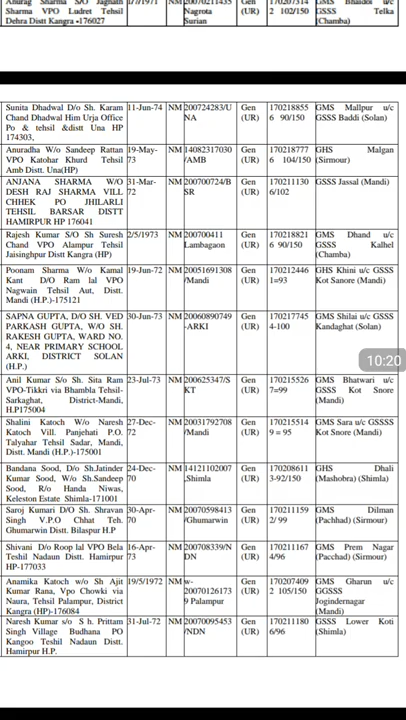 Anurag Sharma S/O Jagnath 1/7/1971 NM 20070211435 Gen 170207314 GMS Bhaldoi u/c
Sharma VPO Ludret Tehsil Nagrota (UR) 2 102/150 GSSS Telka
Dehra Distt Kangra -176027 Surian (Chamba)
Sunita Dhadwal D/o Sh. Karam 11-Jun-74 NM 200724283/U Gen 170218855 GMS Mallpur u/c
Chand Dhadwal Him Urja Office NA (UR) 6 90/150 GSSS Baddi (Solan)
Po & tehsil &distt Una HP
174303,
Anuradha W/o Sandeep Rattan 19-May- NM 14082317030 Gen 170218777 GHS Malgan
VPO Katohar Khurd Tehsil 73 /AMB (UR) 6 104/150 (Sirmour)
Amb Distt. Una(HP)
ANJANA SHARMA W/O 31-Mar- NM 200700724/B Gen 170211130 GSSS Jassal (Mandi)
DESH RAJ SHARMA VILL 72 SR (UR) 6/102
CHHEK PO JHILARLI
TEHSIL BARSAR DISTT
HAMIRPUR HP 176041
Rajesh Kumar S/O Sh Suresh 2/5/1973 NM 200700411 Gen 170218821 GMS Dhand u/c
Chand VPO Alampur Tehsil Lambagaon (UR) 6 90/150 GSSS Kalhel
Jaisinghpur Distt Kangra (HP) (Chamba)
Poonam Sharma W/o Kamal 19-Jun-72 NM 20051691308 Gen 170212446 GHS Khini u/c GSSS
Kant D/O Ram lal VPO /Mandi (UR) 1=93 Kot Sanore (Mandi)
Nagwain Tehsil Aut, Distt.
Mandi (H.P.)-175121
SAPNA GUPTA, D/O SH. VED 30-Jun-73 NM 20060890749 Gen 170217745 GMS Shilai u/c GSSS
PARKASH GUPTA, W/O SH. -ARKI (UR) 4-100 Kandaghat (Solan)
RAKESH GUPTA, WARD NO.
4, NEAR PRIMARY SCHOOL
ARKI, DISTRICT SOLAN
(H.P.)
10:20
Anil Kumar S/o Sh. Sita Ram 23-Jul-73 NM 200625347/S Gen 170215526 GMS Bhatwari u/c
VPO-Tikkri via Bhambla Tehsil- KT (UR) 7=99 GSSS Kot Snore
Sarkaghat, District-Mandi, (Mandi)
H.P175004
Shalini Katoch W/o Naresh 27-Dec- NM 20031792708 Gen 170215514 GMS Sara u/c GSSSS
Katoch Vill. Panjehati P.O. 72 /Mandi (UR) 9 = 95 Kot Snore (Mandi)
Talyahar Tehsil Sadar, Mandi,
Distt. Mandi (H.P.)-175001
Bandana Sood, D/o Sh.Jatinder 24-Dec- NM 14121102007 Gen 170208611 GHS Dhali
Kumar Sood, W/o Sh.Sandeep 70 ,Shimla (UR) 3-92/150 (Mashobra) (Shimla)
Sood, R/o Handa Niwas,
Keleston Estate Shimla-171001
Saroj Kumari D/O Sh. Shravan 30-Apr- NM 20070598413 Gen 170211159 GMS Dilman
Singh V.P.O Chhat Teh. 70 /Ghumarwin (UR) 2/ 99 (Pachhad) (Sirmour)
Ghumarwin Distt. Bilaspur H.P
Shivani D/o Roop lal VPO Bela 16-Apr- NM 200708339/N Gen 170211167 GMS Prem Nagar
Teshil Nadaun Distt. Hamirpur 73 DN (UR) 4/96 (Pacchad) (Sirmour)
HP-177033
Anamika Katoch w/o Sh Ajit 19/5/1972 NM w- Gen 170207409 GMS Gharun u/c
Kumar Rana, Vpo Chowki via 20070126173 (UR) 2 105/150 GGSSS
Naura, Tehsil Palampur, District 9 Palampur Jogindernagar
Kangra (HP)-176084 (Mandi)
Naresh Kumar s/o S h. Prittam 31-Jul-72 NM 20070095453 Gen 170211180 GSSS Lower Koti
Singh Village Budhana PO /NDN (UR) 6/96 (Shimla)
Kangoo Teshil Nadaun Distt.
Hamirpur H.P.